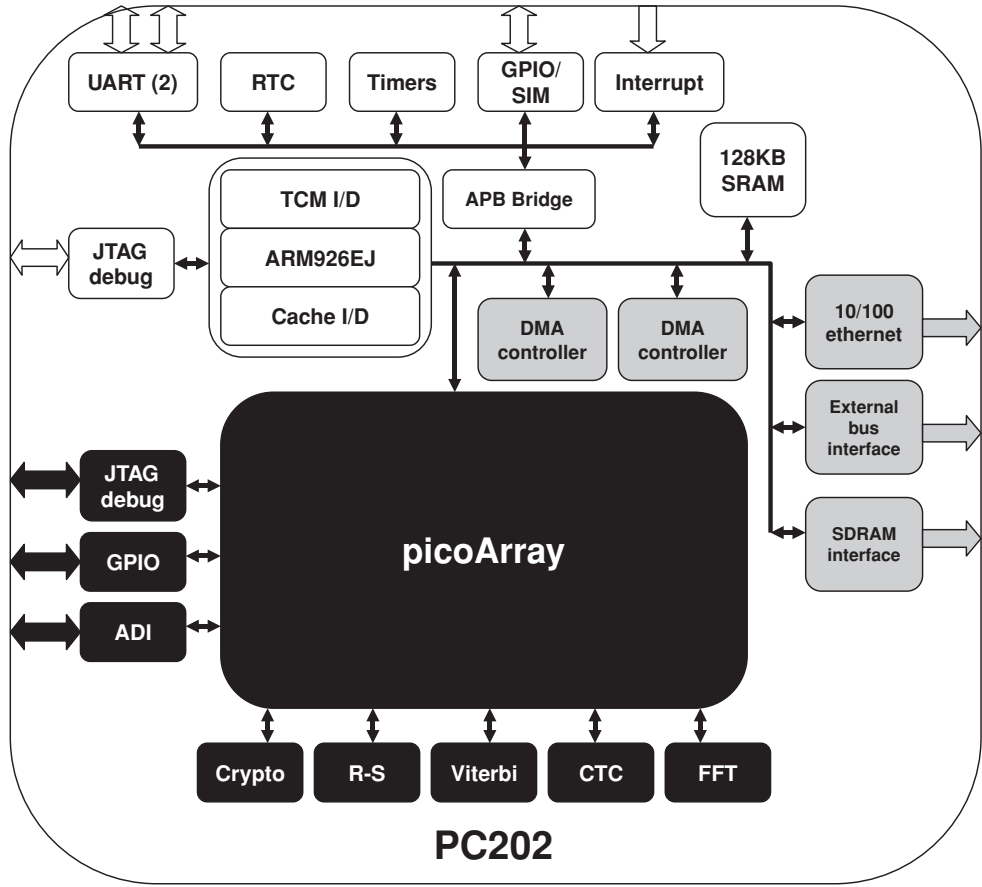 UART (2)
RTC
Timers
GPIO/
SIM
Interrupt
128KB
SRAM
TCM I/D
APB Bridge
JTAG
debug
ARM926EJ
Cache I/D
DMA
controller
DMA
controller
10/100
ethernet
External
bus
interface
JTAG
debug
GPIO
ADI
picoArray
SDRAM
interface
Crypto
R-S
Viterbi
CTC
FFT
PC202